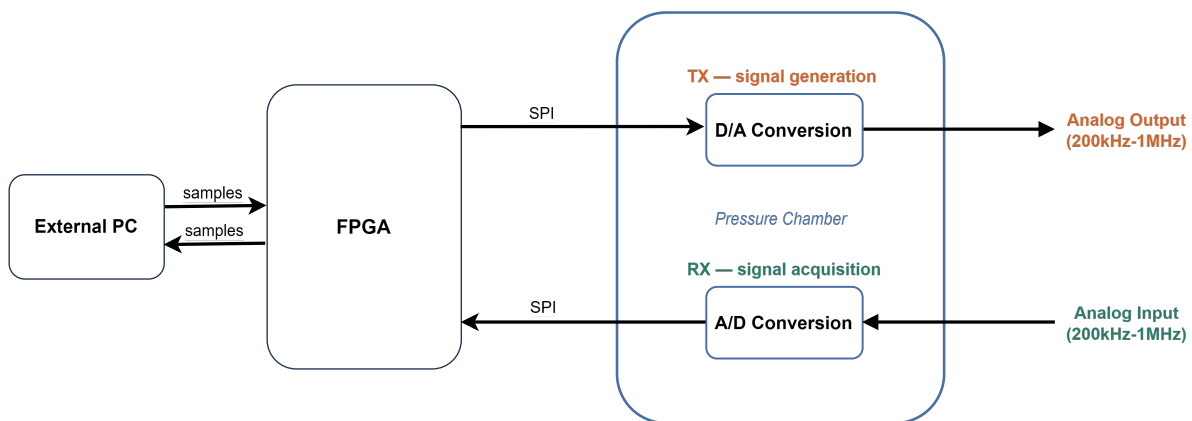 TX — signal generation
SPI
D/A Conversion
Analog Output
(200kHz-1MHz)
samples
External PC
samples
FPGA
Pressure Chamber
RX — signal acquisition
SPI
A/D Conversion
Analog Input
(200kHz-1MHz)